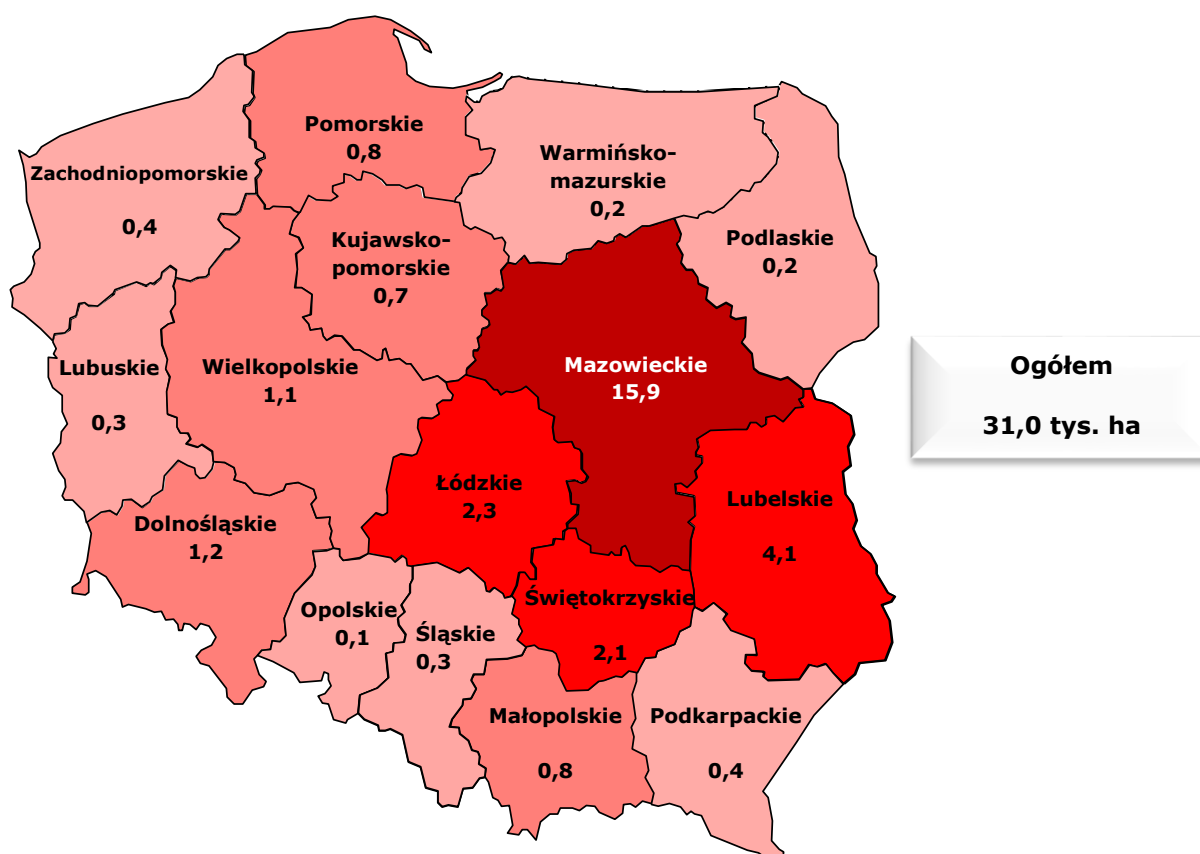 Pomorskie
0,8
Zachodniopomorskie
0,4
Warmińsko-
mazurskie
0,2
Podlaskie
0,2
Kujawsko-
pomorskie
0,7
Lubuskie
0,3
Wielkopolskie
1,1
Mazowieckie
15,9
Ogółem
31,0 tys. ha
Łódzkie
2,3
Lubelskie
4,1
Dolnośląskie
1,2
Opolskie
0,1
Śląskie
0,3
Świętokrzyskie
2,1
Małopolskie
0,8
Podkarpackie
0,4